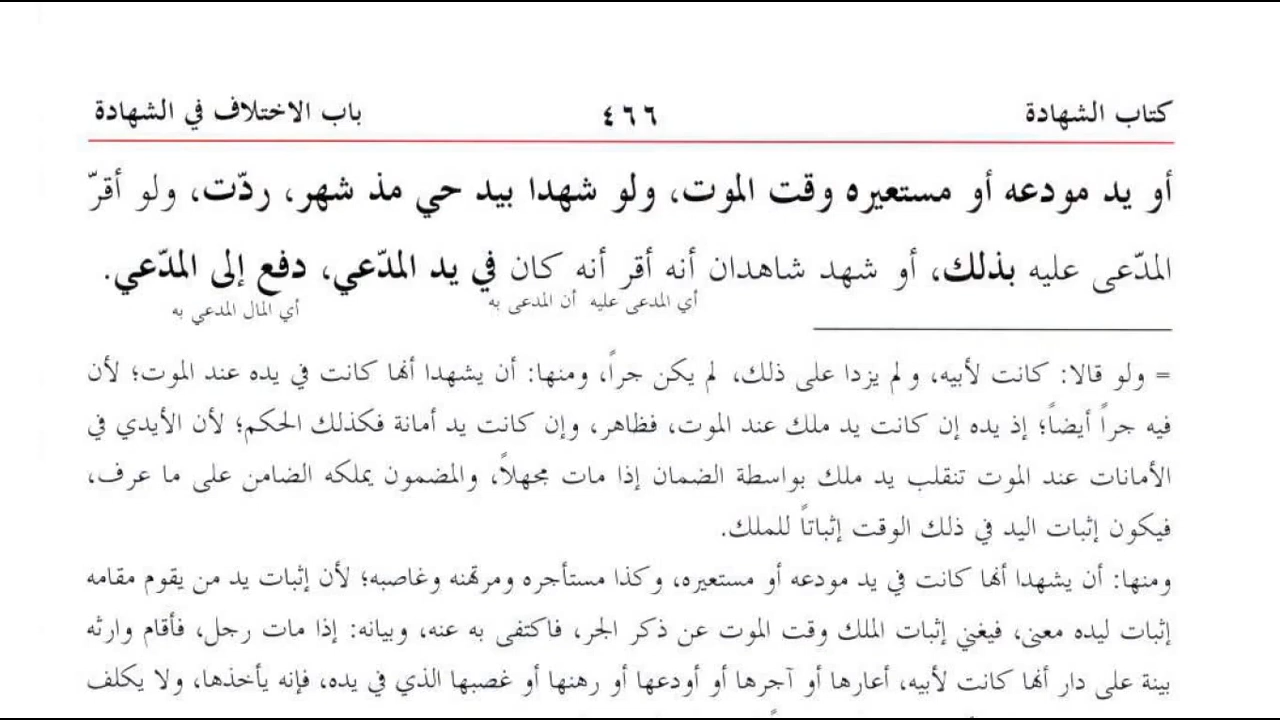 كتاب الشهادة ٤٦٦ باب الاختلاف في الشهادة
أو يد مودعه أو مستعيره وقت الموت، ولو شهدا بيد حي مذ شهر، ردّت، ولو أقرّ
المدّعى عليه بذلك، أو شهد شاهدان أنه أقر أنه كان في يد المدّعي، دفع إلى المدّعي.
أي المدعى عليه أن المدعى به
أي المال المدعي به
= ولو قالا: كانت لأبيه، ولم يزدا على ذلك، لم يكن جراً، ومنها: أن يشهدا أنها كانت في يده عند الموت؛ لأن
فيه جراً أيضاً؛ إذ يده إن كانت يد ملك عند الموت، فظاهر، وإن كانت يد أمانة فكذلك الحكم؛ لأن الأيدي في
الأمانات عند الموت تنقلب يد ملك بواسطة الضمان إذا مات مجهلاً، والمضمون يملكه الضامن على ما عرف،
فيكون إثبات اليد في ذلك الوقت إثباتاً للملك.
ومنها: أن يشهدا أنها كانت في يد مودعه أو مستعيره، وكذا مستأجره ومرتهنه وغاصبه؛ لأن إثبات يد من يقوم مقامه
إثبات ليده معنى، فيغني إثبات الملك وقت الموت عن ذكر الجر، فاكتفى به عنه، وبيانه: إذا مات رجل، فأقام وارثه
بينة على دار أنها كانت لأبيه، أعارها أو آجرها أو أودعها أو رهنها أو غصبها الذي في يده، فإنه يأخذها، ولا يكلف